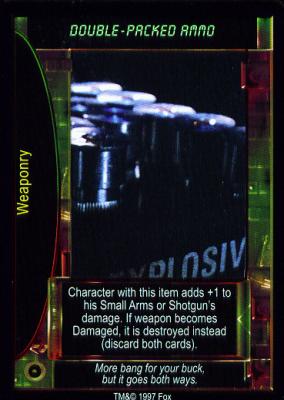 DOUBLE-PACKED AMMO
Weaponry
EXPLOSIV
Character with this item adds +1 to
his Small Arms or Shotgun's
damage. If weapon becomes
Damaged, it is destroyed instead
(discard both cards).
More bang for your buck,
but it goes both ways.
TM&© 1997 Fox